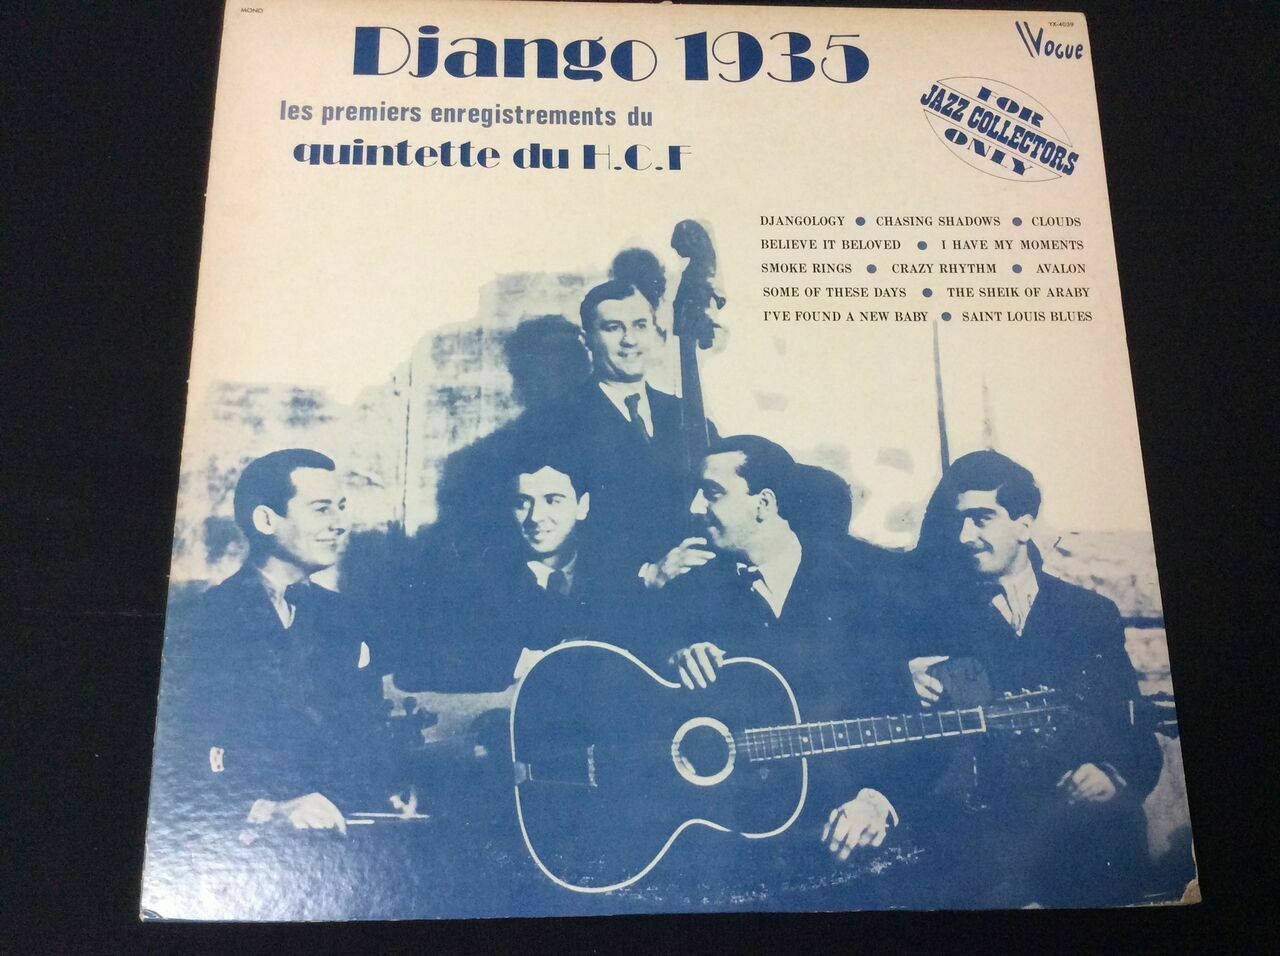 MONO
YX-4039
Django 1935
Vogue
les premiers enregistrements du
quintette du H.C.F
FOR
JAZZ COLLECTORS
ONLY
DJANGOLOGY ● CHASING SHADOWS ● CLOUDS
BELIEVE IT BELOVED ● I HAVE MY MOMENTS
SMOKE RINGS ● CRAZY RHYTHM ● AVALON
SOME OF THESE DAYS ● THE SHEIK OF ARABY
I'VE FOUND A NEW BABY ● SAINT LOUIS BLUES